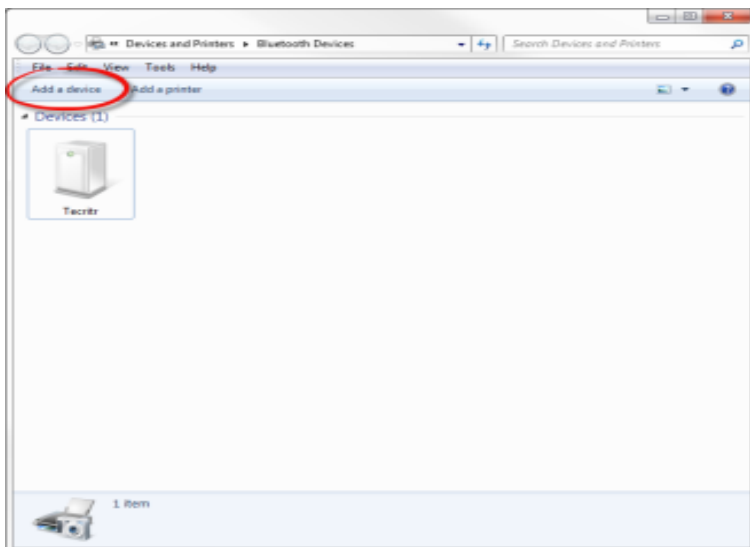 Devices and Printers ▸ Bluetooth Devices Search Devices and Printers
File Edit View Tools Help
Add a device Add a printer
Devices (1)
Tecritr
1 item